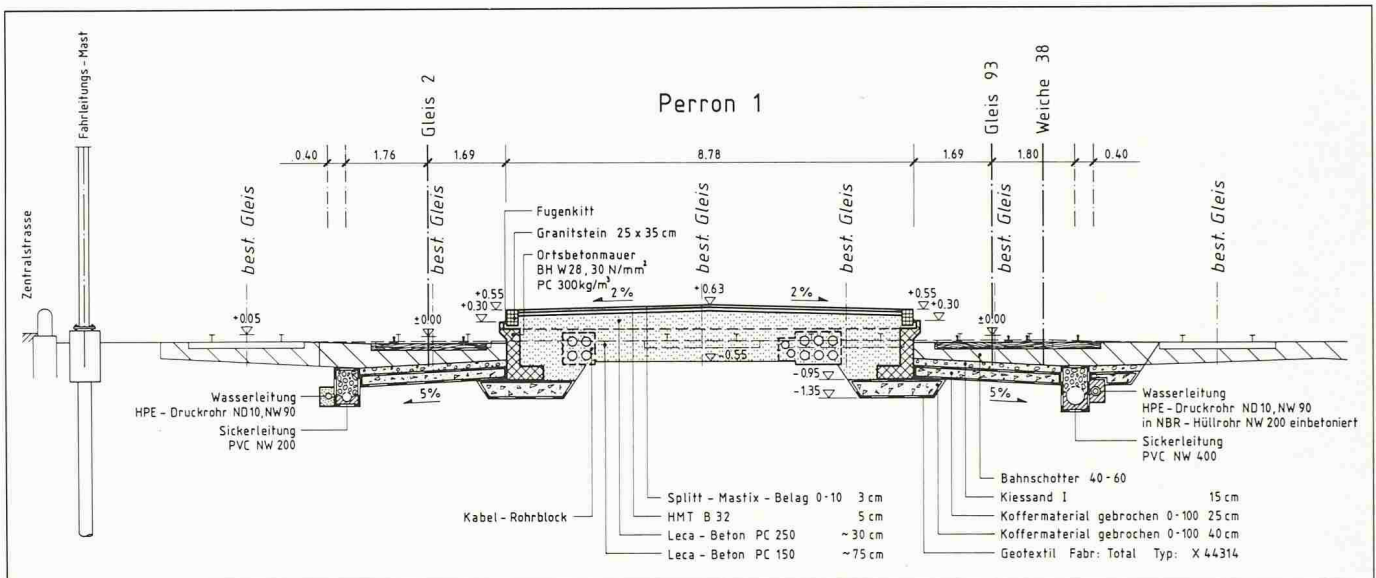 Perron 1
Fahrleitungs - Mast
Gleis 2
Gleis 93
Weiche 38
0.40
1.76
1.69
8.78
1.69
1.80
0.40
Zentralstrasse
best. Gleis
best. Gleis
best. Gleis
best. Gleis
best. Gleis
best. Gleis
Fugenkitt
Granitstein 25 x 35 cm
Ortsbetonmauer
BH W28, 30 N/mm²
PC 300kg/m³
+0.55
+0.30
2%
+0.63
2%
+0.55
+0.30
+0.05
±0.00
±0.00
-0.55
-0.95
-1.35
5%
5%
Wasserleitung
HPE - Druckrohr ND10, NW90
Sickerleitung
PVC NW 200
Wasserleitung
HPE - Druckrohr ND10, NW 90
in NBR - Hüllrohr NW 200 einbetoniert
Sickerleitung
PVC NW 400
Kabel - Rohrblock
Splitt - Mastix - Belag 0-10 3 cm
HMT B 32 5 cm
Leca - Beton PC 250 ~ 30 cm
Leca - Beton PC 150 ~ 75 cm
Bahnschotter 40 - 60
Kiessand I 15 cm
Koffermaterial gebrochen 0-100 25 cm
Koffermaterial gebrochen 0-100 40 cm
Geotextil Fabr: Total Typ: X 44314